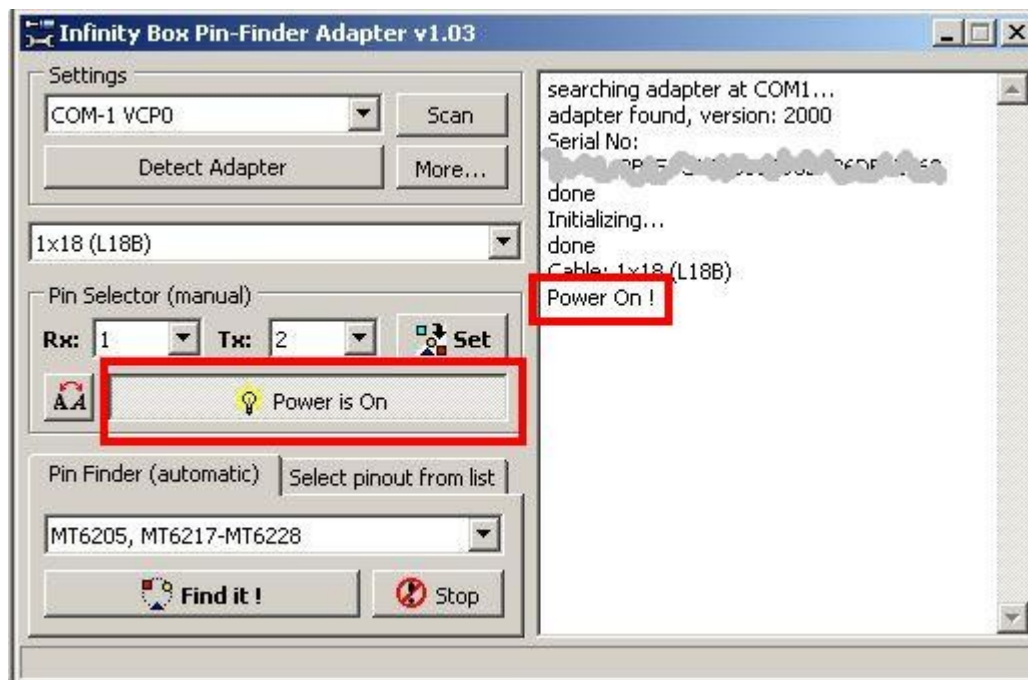 Infinity Box Pin-Finder Adapter v1.03
Settings
COM-1 VCP0
Scan
Detect Adapter
More...
1x18 (L18B)
Pin Selector (manual)
Rx: 1 Tx: 2 Set
AA Power is On
Pin Finder (automatic) Select pinout from list
MT6205, MT6217-MT6228
Find it !
Stop
searching adapter at COM1...
adapter found, version: 2000
Serial No:
done
Initializing...
done
Cable: 1x18 (L18B)
Power On !